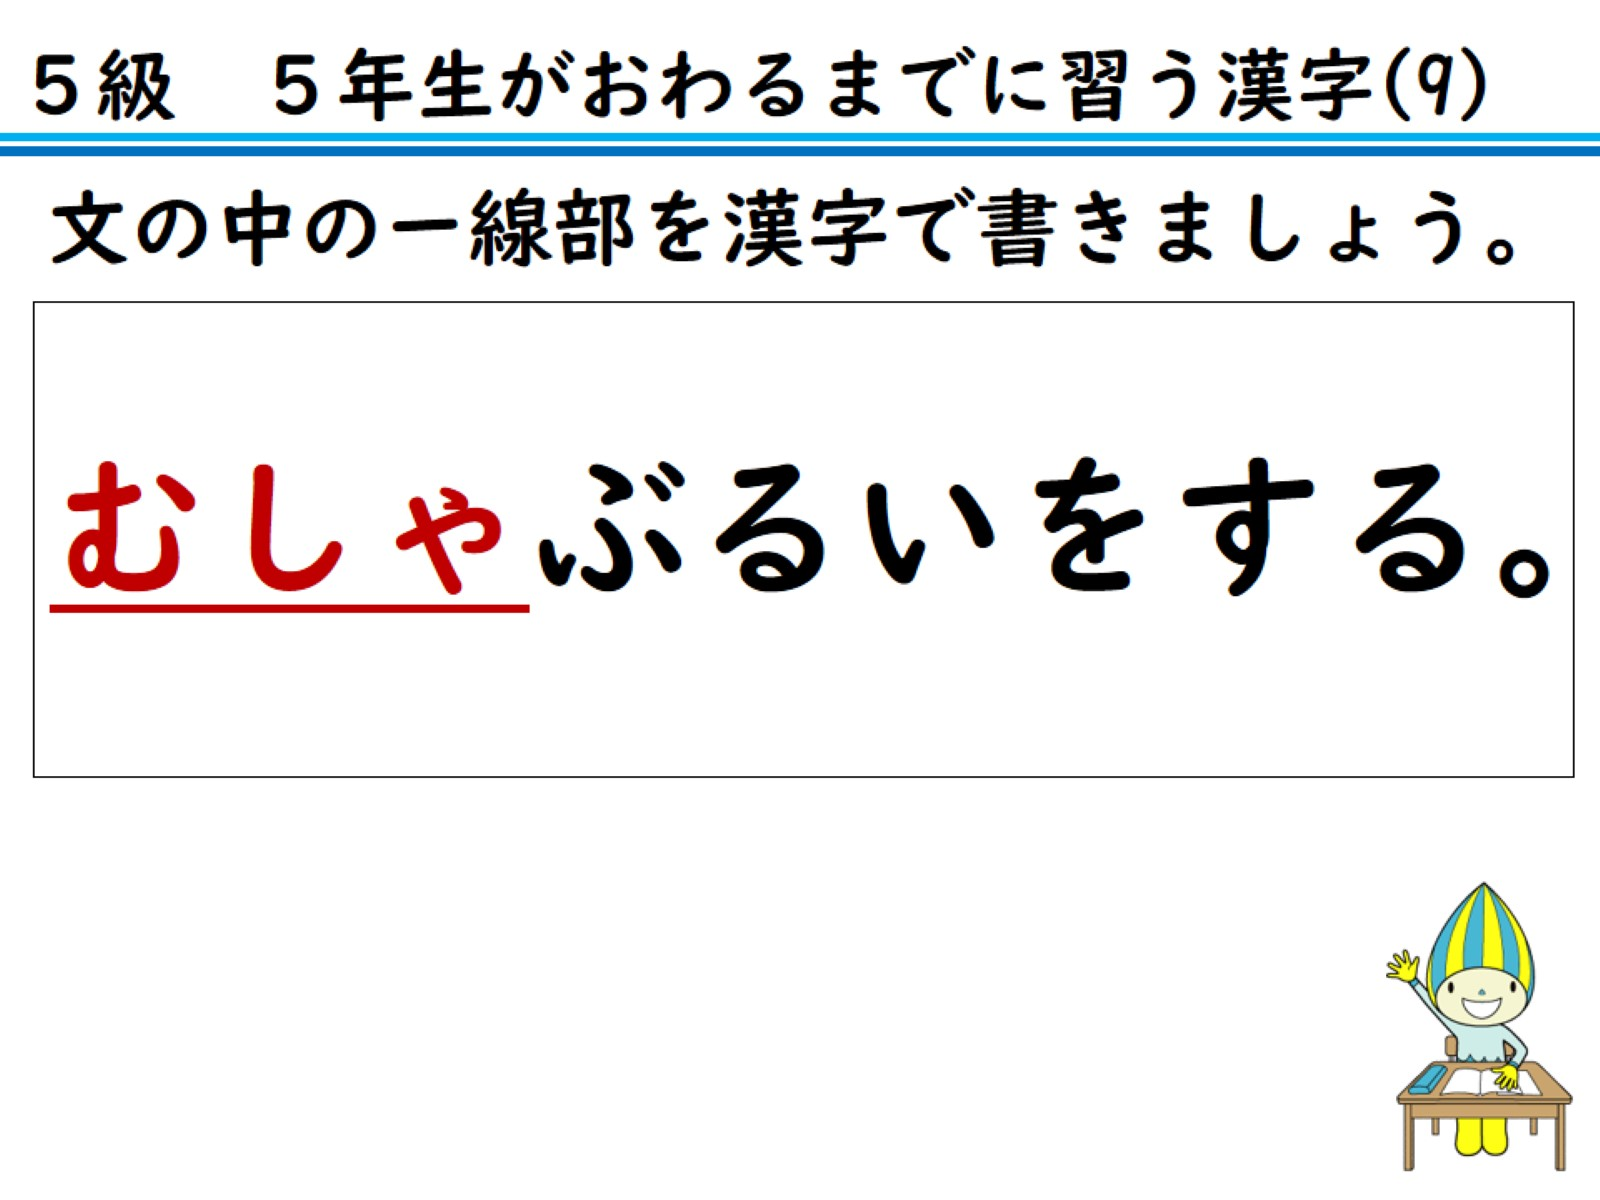 ５級　５年生がおわるまでに習う漢字(9)
文の中の一線部を漢字で書きましょう。
むしゃぶるいをする。